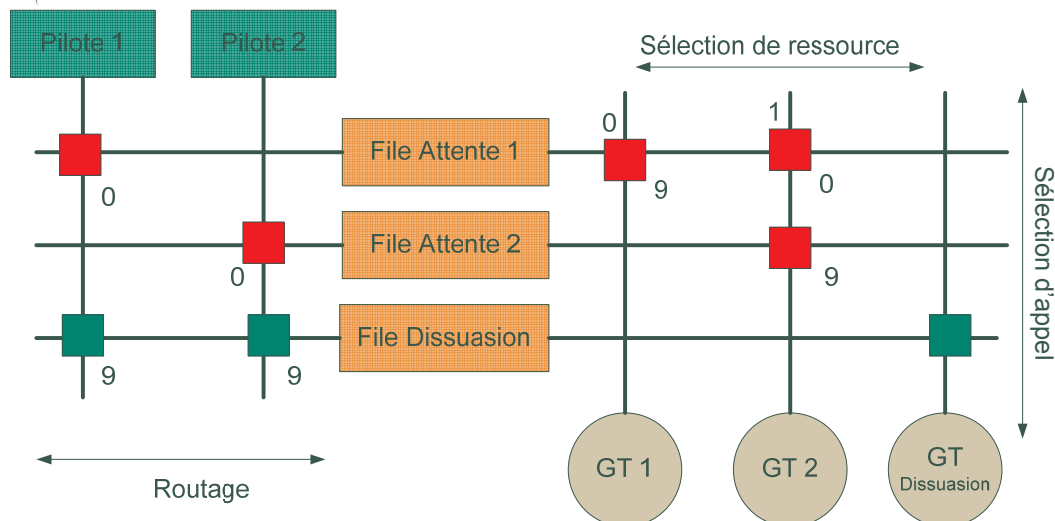 Pilote 1
Pilote 2
Sélection de ressource
0
1
File Attente 1
0
9
0
File Attente 2
0
9
File Dissuasion
9
9
Sélection d'appel
Routage
GT 1
GT 2
GT
Dissuasion